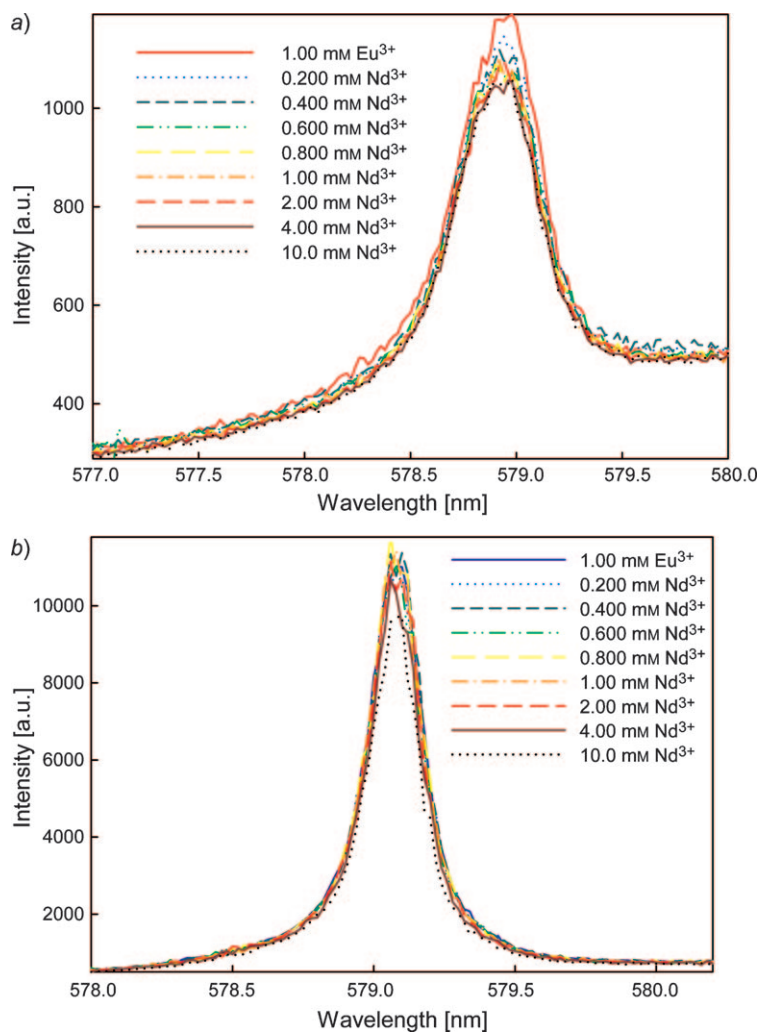 a)
1.00 mM Eu3+
0.200 mM Nd3+
0.400 mM Nd3+
0.600 mM Nd3+
0.800 mM Nd3+
1.00 mM Nd3+
2.00 mM Nd3+
4.00 mM Nd3+
10.0 mM Nd3+
1000
800
600
400
Intensity [a.u.]
577.0 577.5 578.0 578.5 579.0 579.5 580.0
Wavelength [nm]
b)
1.00 mM Eu3+
0.200 mM Nd3+
0.400 mM Nd3+
0.600 mM Nd3+
0.800 mM Nd3+
1.00 mM Nd3+
2.00 mM Nd3+
4.00 mM Nd3+
10.0 mM Nd3+
10000
8000
6000
4000
2000
Intensity [a.u.]
578.0 578.5 579.0 579.5 580.0
Wavelength [nm]